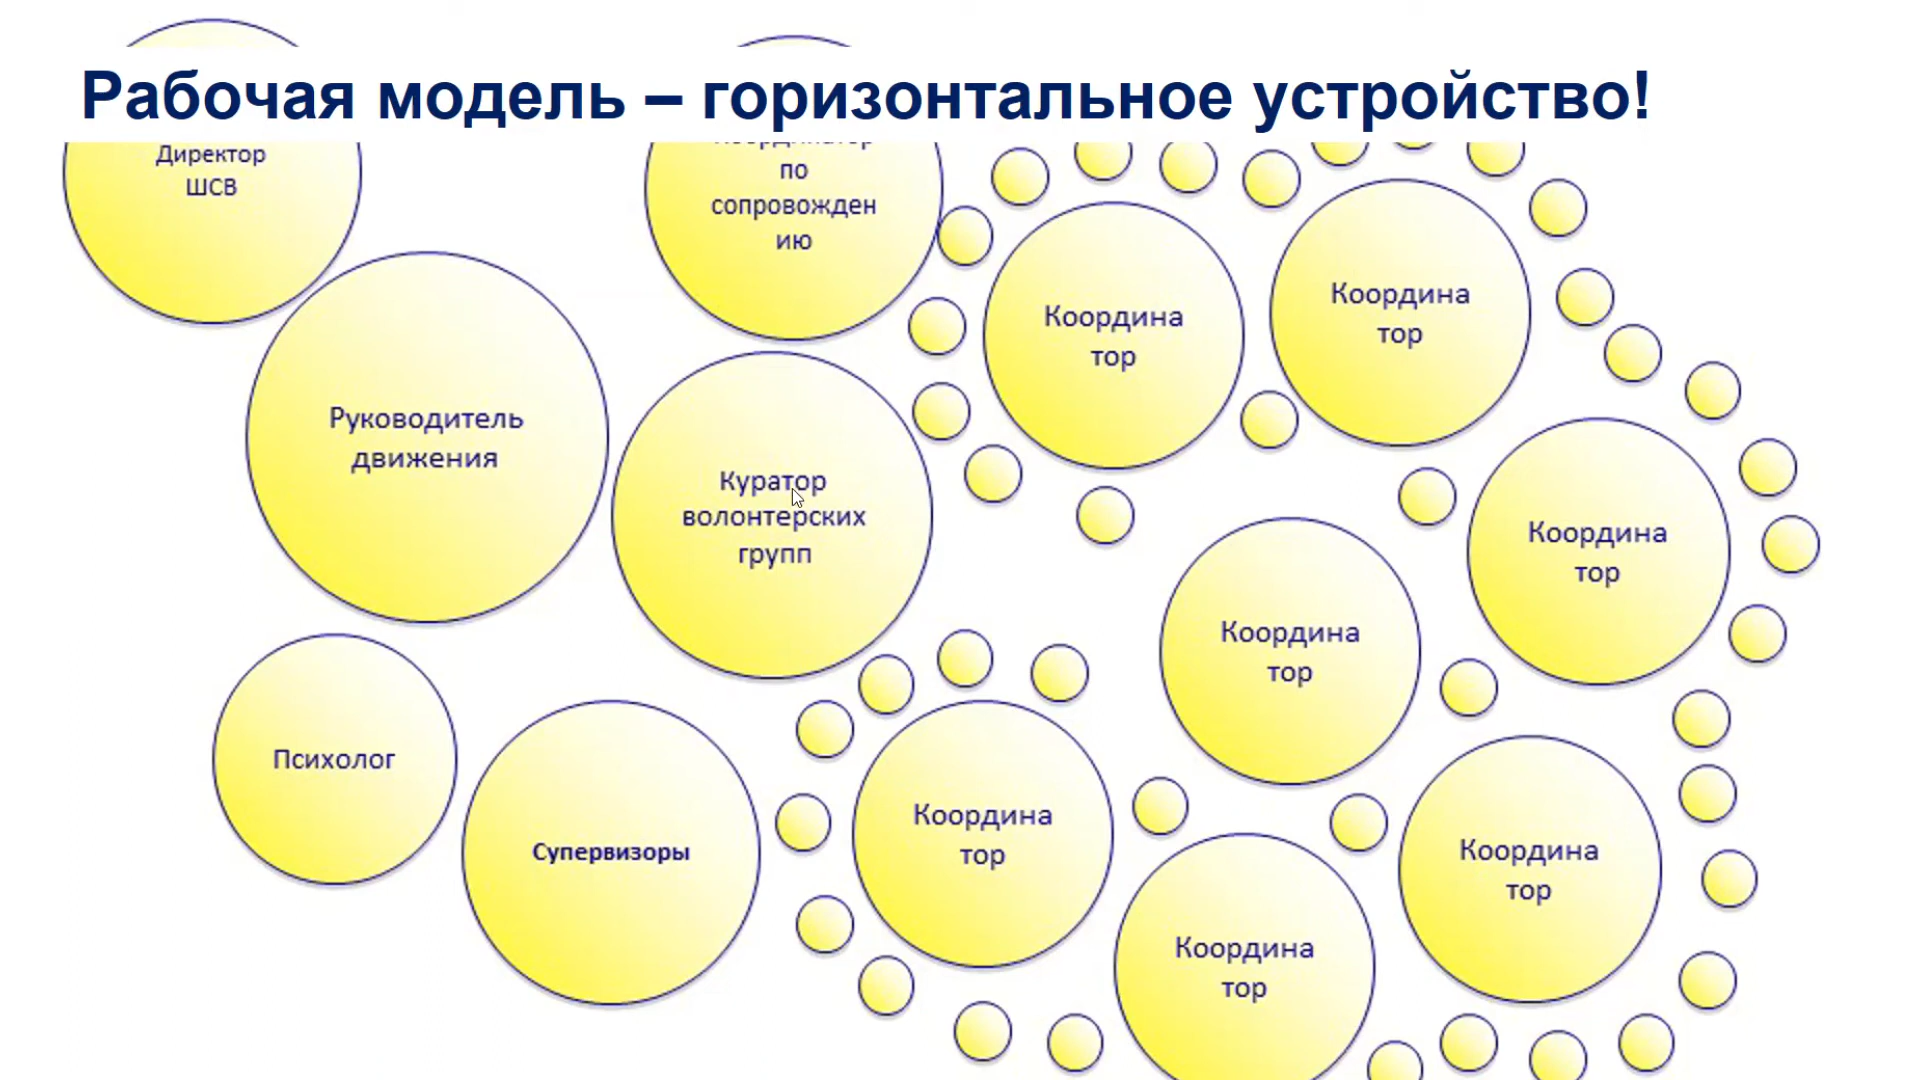 Рабочая модель – горизонтальное устройство!
Директор
ШСВ
Координатор
по
сопровожден
ию
Координа
тор
Координа
тор
Руководитель
движения
Куратор
волонтерских
групп
Координа
тор
Координа
тор
Психолог
Супервизоры
Координа
тор
Координа
тор
Координа
тор